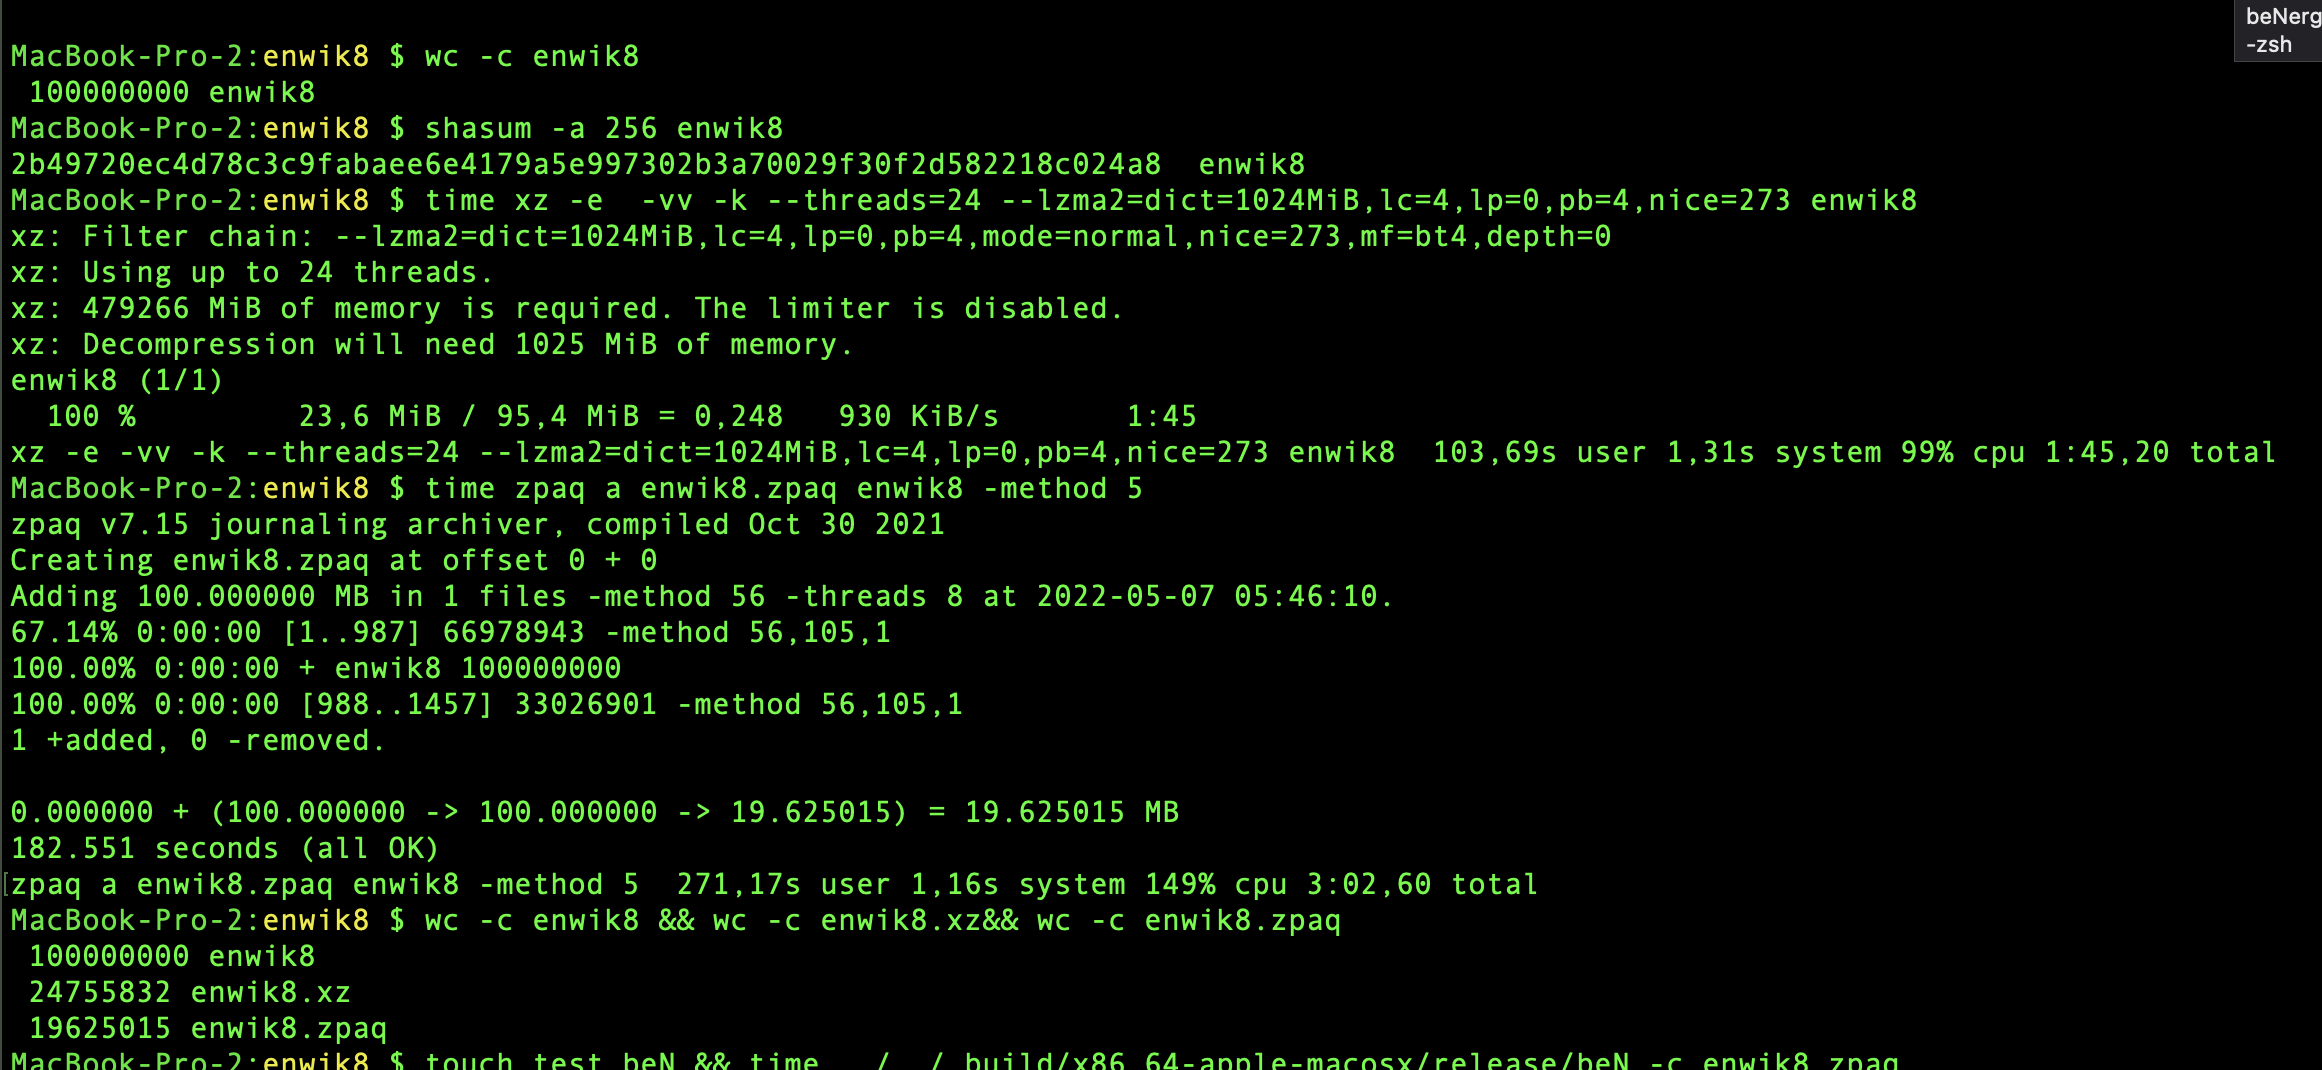 beNerg
-zsh
MacBook-Pro-2:enwik8 $ wc -c enwik8
 100000000 enwik8
MacBook-Pro-2:enwik8 $ shasum -a 256 enwik8
2b49720ec4d78c3c9fabaee6e4179a5e997302b3a70029f30f2d582218c024a8  enwik8
MacBook-Pro-2:enwik8 $ time xz -e  -vv -k --threads=24 --lzma2=dict=1024MiB,lc=4,lp=0,pb=4,nice=273 enwik8
xz: Filter chain: --lzma2=dict=1024MiB,lc=4,lp=0,pb=4,mode=normal,nice=273,mf=bt4,depth=0
xz: Using up to 24 threads.
xz: 479266 MiB of memory is required. The limiter is disabled.
xz: Decompression will need 1025 MiB of memory.
enwik8 (1/1)
  100 %         23,6 MiB / 95,4 MiB = 0,248   930 KiB/s       1:45
xz -e -vv -k --threads=24 --lzma2=dict=1024MiB,lc=4,lp=0,pb=4,nice=273 enwik8  103,69s user 1,31s system 99% cpu 1:45,20 total
MacBook-Pro-2:enwik8 $ time zpaq a enwik8.zpaq enwik8 -method 5
zpaq v7.15 journaling archiver, compiled Oct 30 2021
Creating enwik8.zpaq at offset 0 + 0
Adding 100.000000 MB in 1 files -method 56 -threads 8 at 2022-05-07 05:46:10.
67.14% 0:00:00 [1..987] 66978943 -method 56,105,1
100.00% 0:00:00 + enwik8 100000000
100.00% 0:00:00 [988..1457] 33026901 -method 56,105,1
1 +added, 0 -removed.
0.000000 + (100.000000 -> 100.000000 -> 19.625015) = 19.625015 MB
182.551 seconds (all OK)
[zpaq a enwik8.zpaq enwik8 -method 5  271,17s user 1,16s system 149% cpu 3:02,60 total
MacBook-Pro-2:enwik8 $ wc -c enwik8 && wc -c enwik8.xz&& wc -c enwik8.zpaq
 100000000 enwik8
 24755832 enwik8.xz
 19625015 enwik8.zpaq
MacBook-Pro-2:enwik8 $ touch test beN && time    /  / build/x86 64-apple-macosx/release/beN -c enwik8 zpaq